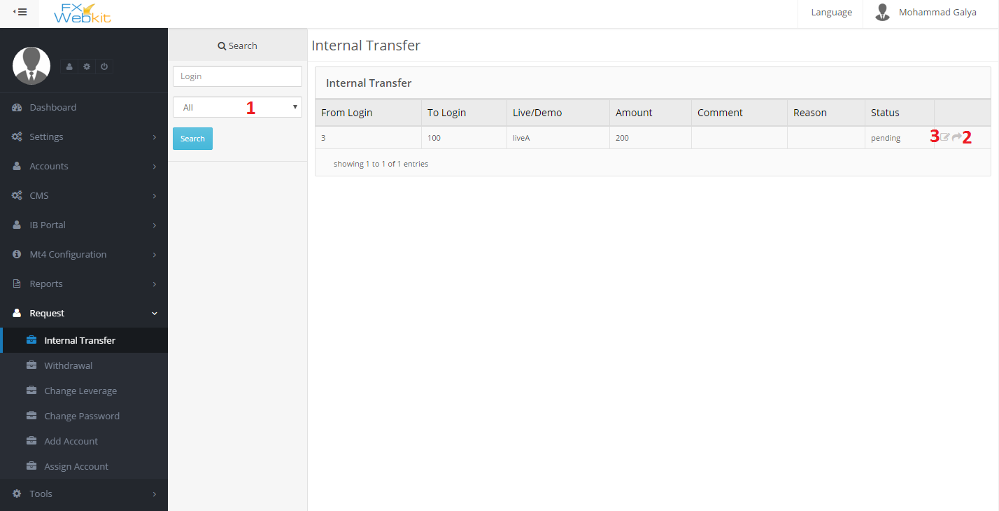 FX
Webkit
Language
Mohammad Galya
Dashboard
Settings
Accounts
CMS
IB Portal
Mt4 Configuration
Reports
Request
Internal Transfer
Withdrawal
Change Leverage
Change Password
Add Account
Assign Account
Tools
Search
Login
All 1
Search
Internal Transfer
Internal Transfer
From Login To Login Live/Demo Amount Comment Reason Status
3 100 liveA 200 pending 3 2
showing 1 to 1 of 1 entries